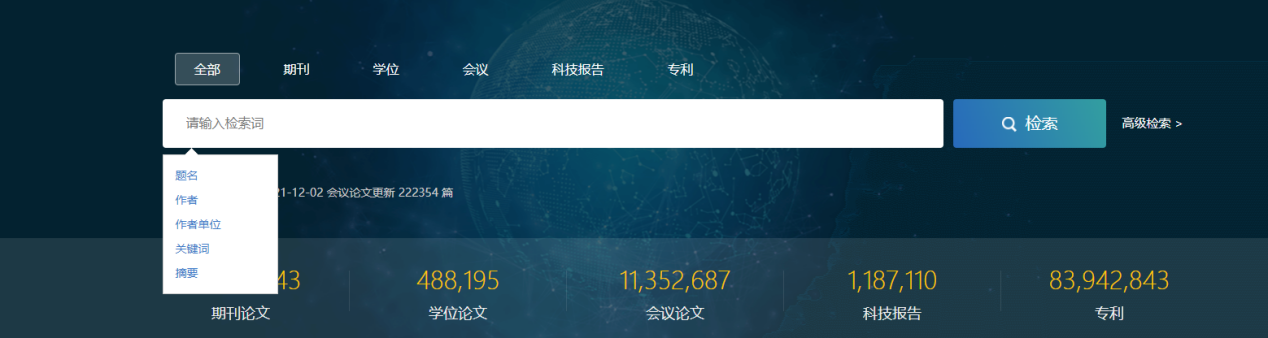 全部 期刊 学位 会议 科技报告 专利
请输入检索词 检索 高级检索 >
题名
21-12-02 会议论文更新 222354 篇
作者
作者单位
关键词
摘要
43 488,195 11,352,687 1,187,110 83,942,843
期刊论文 学位论文 会议论文 科技报告 专利